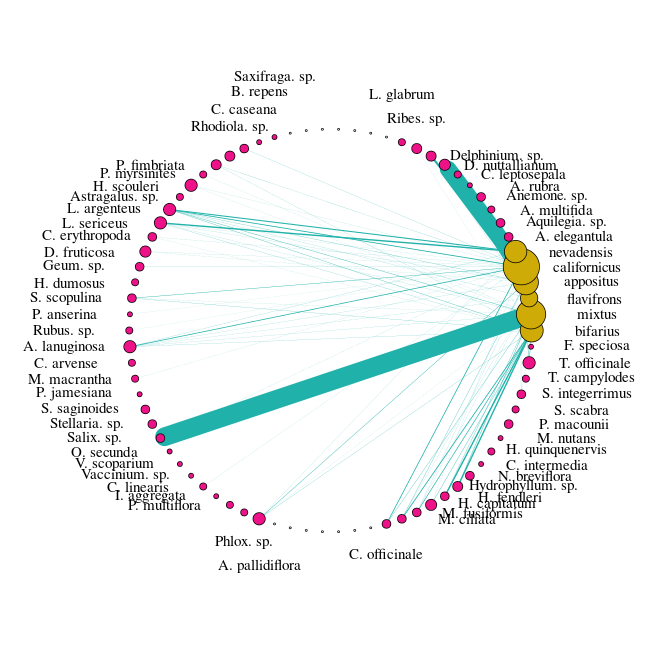 Saxifraga. sp.
B. repens
L. glabrum
C. caseana
Ribes. sp.
Rhodiola. sp.
Delphinium. sp.
P. fimbriata
D. nuttallianum
P. myrsinites
C. leptosepala
H. scouleri
A. rubra
Astragalus. sp.
Anemone. sp.
L. argenteus
A. multifida
L. sericeus
Aquilegia. sp.
C. erythropoda
A. elegantula
D. fruticosa
nevadensis
Geum. sp.
californicus
H. dumosus
appositus
S. scopulina
flavifrons
P. anserina
mixtus
Rubus. sp.
bifarius
A. lanuginosa
F. speciosa
C. arvense
T. officinale
M. macrantha
T. campylodes
P. jamesiana
S. integerrimus
S. saginoides
S. scabra
Stellaria. sp.
P. macounii
Salix. sp.
M. nutans
O. secunda
H. quinquenervis
V. scoparium
C. intermedia
Vaccinium. sp.
N. breviflora
C. linearis
Hydrophyllum. sp.
I. aggregata
H. fendleri
P. multiflora
H. capitatum
M. fusiformis
M. ciliata
Phlox. sp.
C. officinale
A. pallidiflora